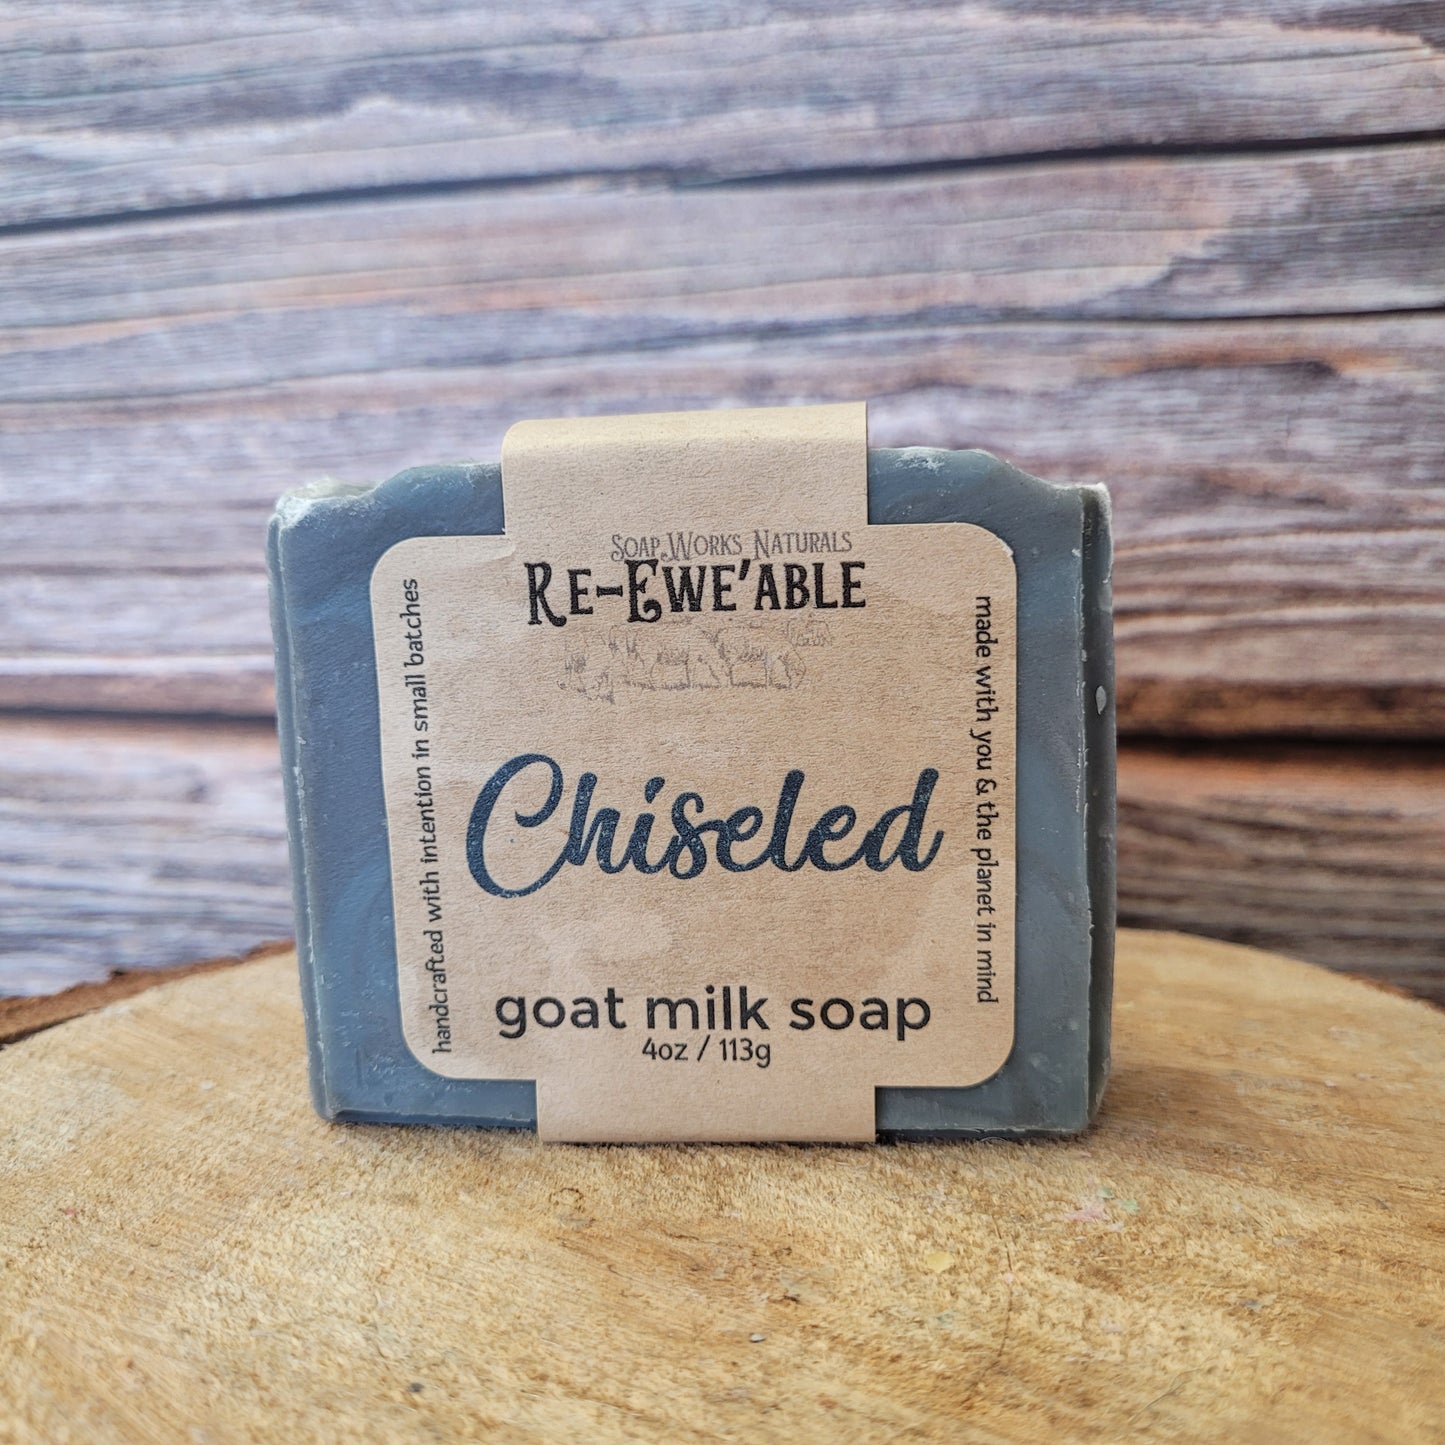 SOAP WORKS NATURALS
RE-EWE'ABLE
handcrafted with intention in small batches
made with you & the planet in mind
Chiseled
goat milk soap
4oz / 113g